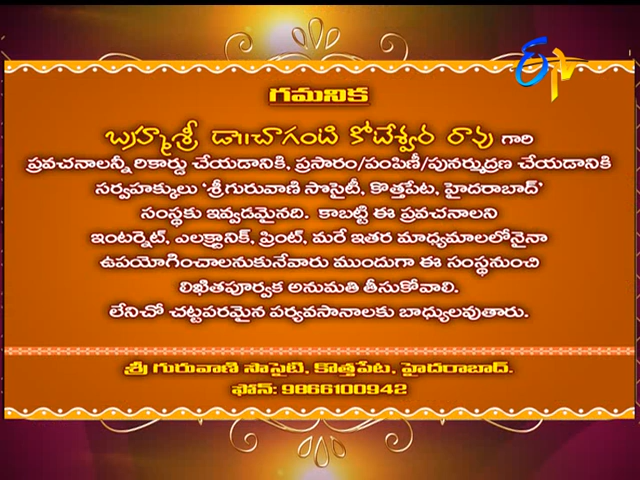 ETV
గమనిక
బ్రహ్మశ్రీ డా॥చాగంటి కోటేశ్వర రావు గారి
ప్రవచనాలన్నీ రికార్డు చేయడానికి, ప్రసారం/పంపిణీ/పునర్ముద్రణ చేయడానికి
సర్వహక్కులు ‘శ్రీగురువాణి సొసైటీ, కొత్తపేట, హైదరాబాద్’
సంస్థకు ఇవ్వడమైనది. కాబట్టి ఈ ప్రవచనాలని
ఇంటర్నెట్, ఎలక్ట్రానిక్, ప్రింట్, మరే ఇతర మాధ్యమాలలోనైనా
ఉపయోగించాలనుకునేవారు ముందుగా ఈ సంస్థనుంచి
లిఖితపూర్వక అనుమతి తీసుకోవాలి.
లేనిచో చట్టపరమైన పర్యవసానాలకు బాధ్యులవుతారు.
శ్రీ గురువాణి సొసైటి, కొత్తపేట, హైదరాబాద్.
ఫోన్: 9866100942